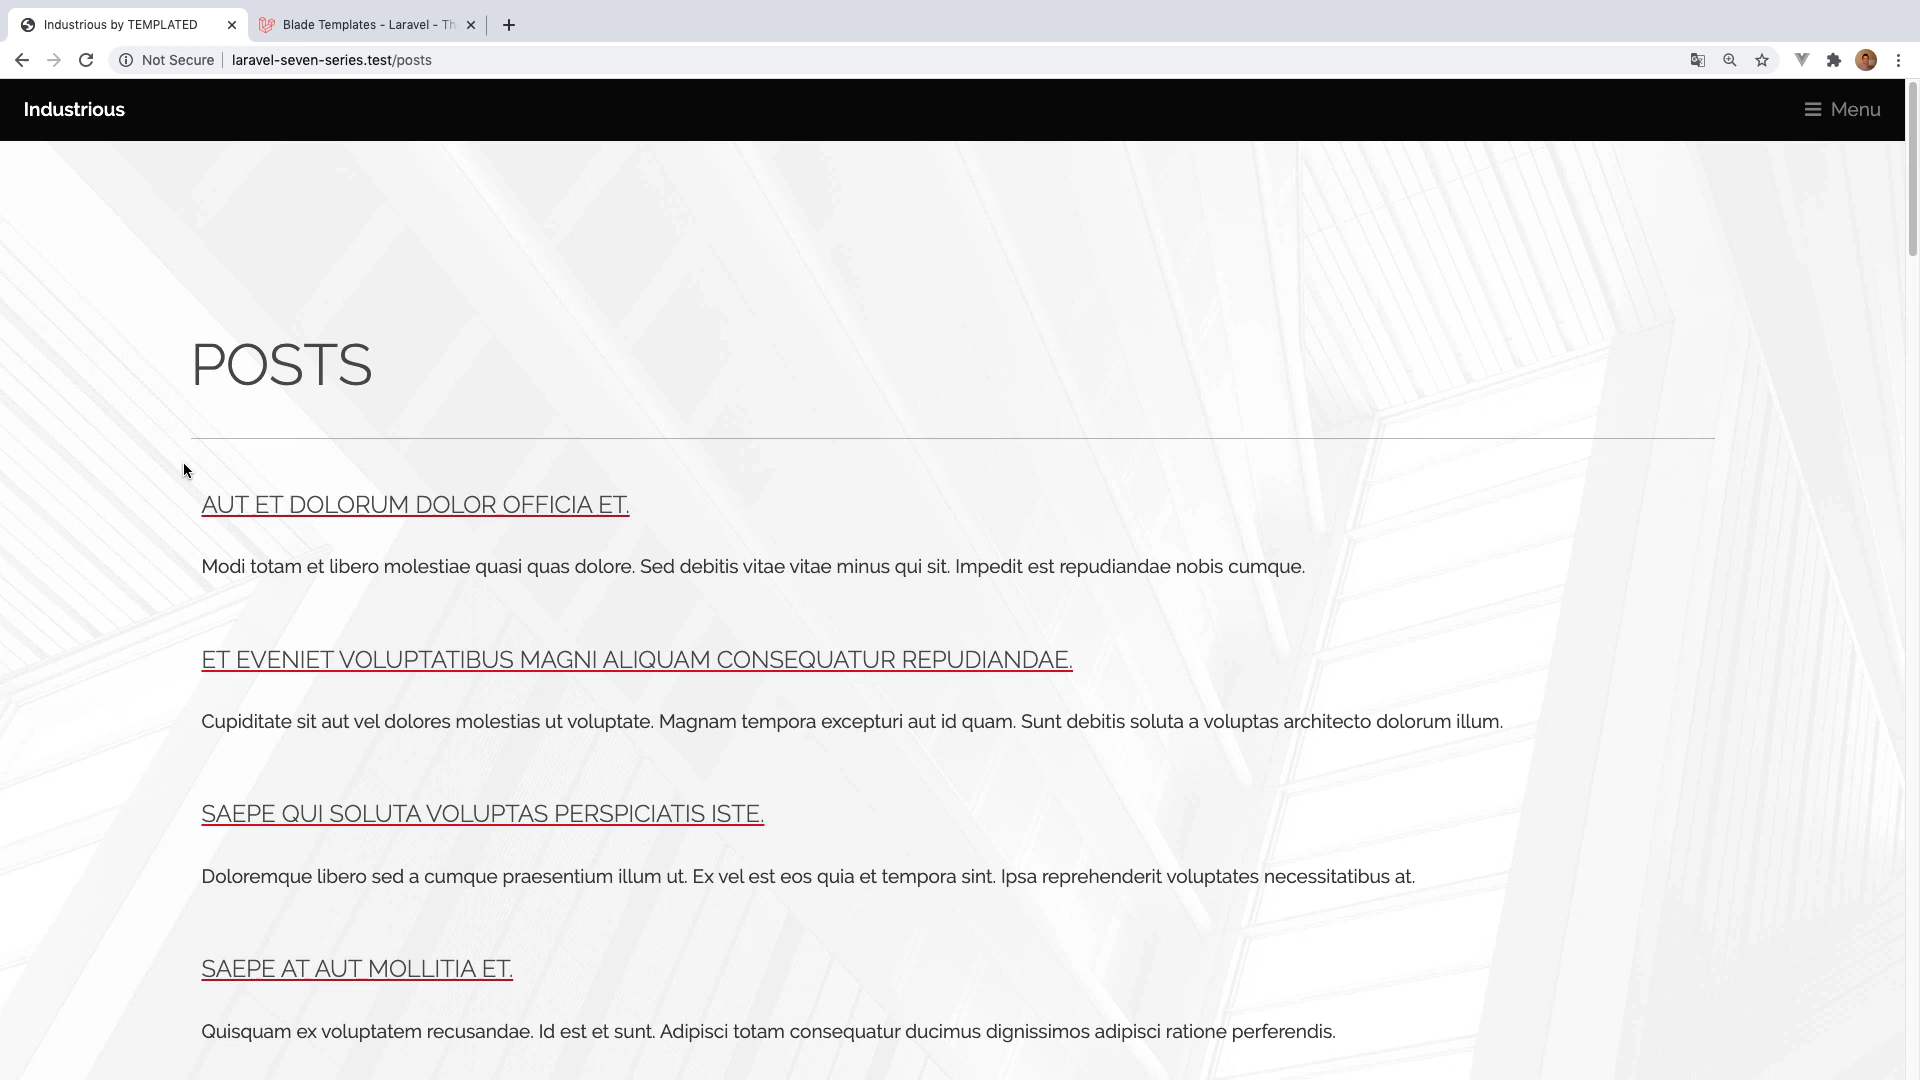 Industrious by TEMPLATED
Blade Templates - Laravel - Th
Not Secure
laravel-seven-series.test/posts
Industrious
Menu
POSTS
AUT ET DOLORUM DOLOR OFFICIA ET.
Modi totam et libero molestiae quasi quas dolore. Sed debitis vitae vitae minus qui sit. Impedit est repudiandae nobis cumque.
ET EVENIET VOLUPTATIBUS MAGNI ALIQUAM CONSEQUATUR REPUDIANDAE.
Cupiditate sit aut vel dolores molestias ut voluptate. Magnam tempora excepturi aut id quam. Sunt debitis soluta a voluptas architecto dolorum illum.
SAEPE QUI SOLUTA VOLUPTAS PERSPICIATIS ISTE.
Doloremque libero sed a cumque praesentium illum ut. Ex vel est eos quia et tempora sint. Ipsa reprehenderit voluptates necessitatibus at.
SAEPE AT AUT MOLLITIA ET.
Quisquam ex voluptatem recusandae. Id est et sunt. Adipisci totam consequatur ducimus dignissimos adipisci ratione perferendis.